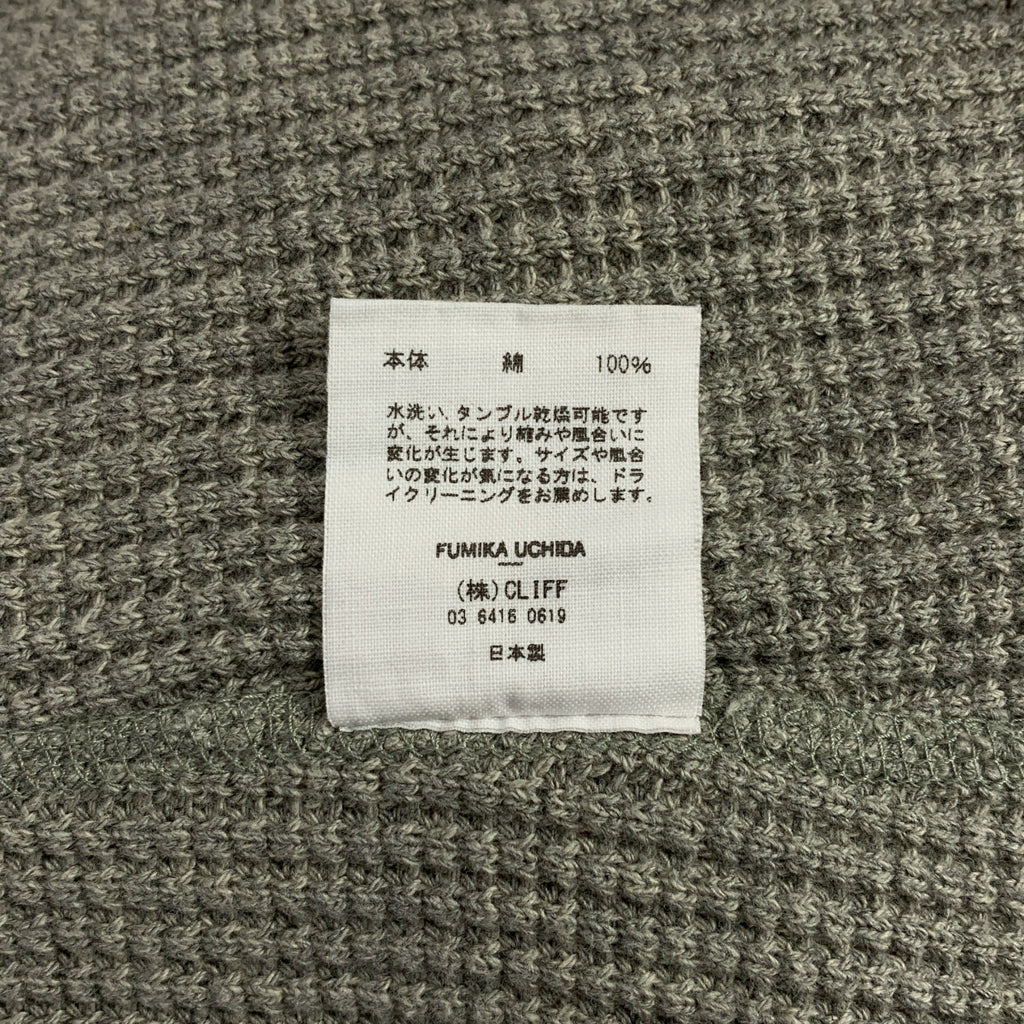 本体 綿 100%
水洗い、タンブル乾燥可能です
が、それにより縮みや風合いに
変化が生じます。サイズや風合
いの変化が気になる方は、ドラ
イクリーニングをお薦めします。
FUMIKA UCHIDA
(株)CLIFF
03 6416 0619
日本製